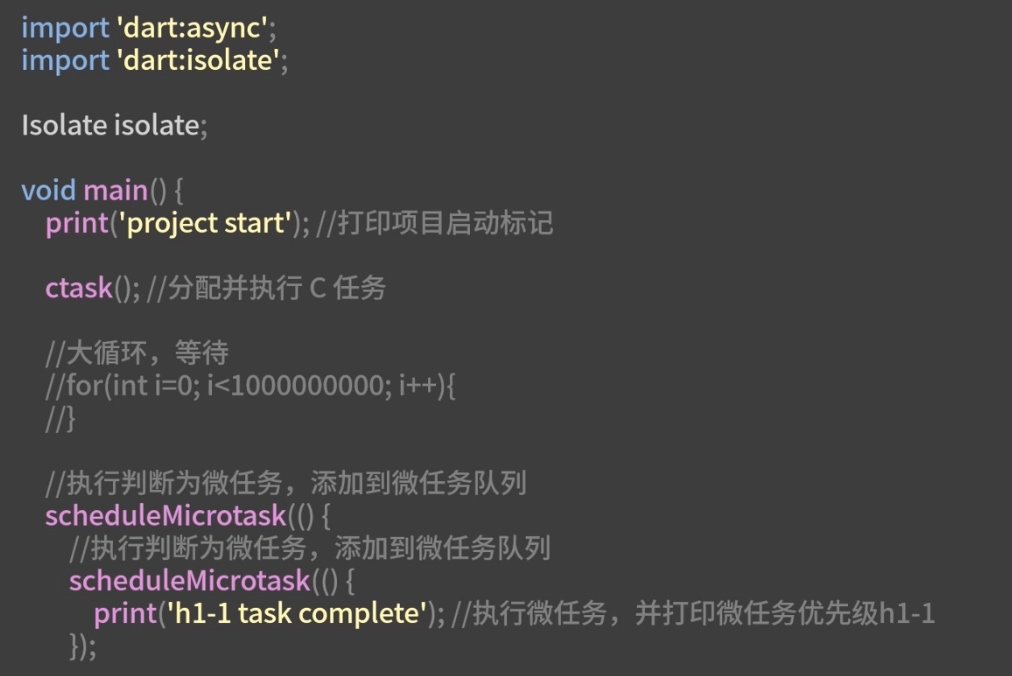 import 'dart:async';
import 'dart:isolate';
Isolate isolate;
void main() {
print('project start'); //打印项目启动标记
ctask(); //分配并执行 C 任务
//大循环，等待
//for(int i=0; i<1000000000; i++){
//}
//执行判断为微任务，添加到微任务队列
scheduleMicrotask(() {
//执行判断为微任务，添加到微任务队列
scheduleMicrotask(() {
print('h1-1 task complete'); //执行微任务，并打印微任务优先级h1-1
});